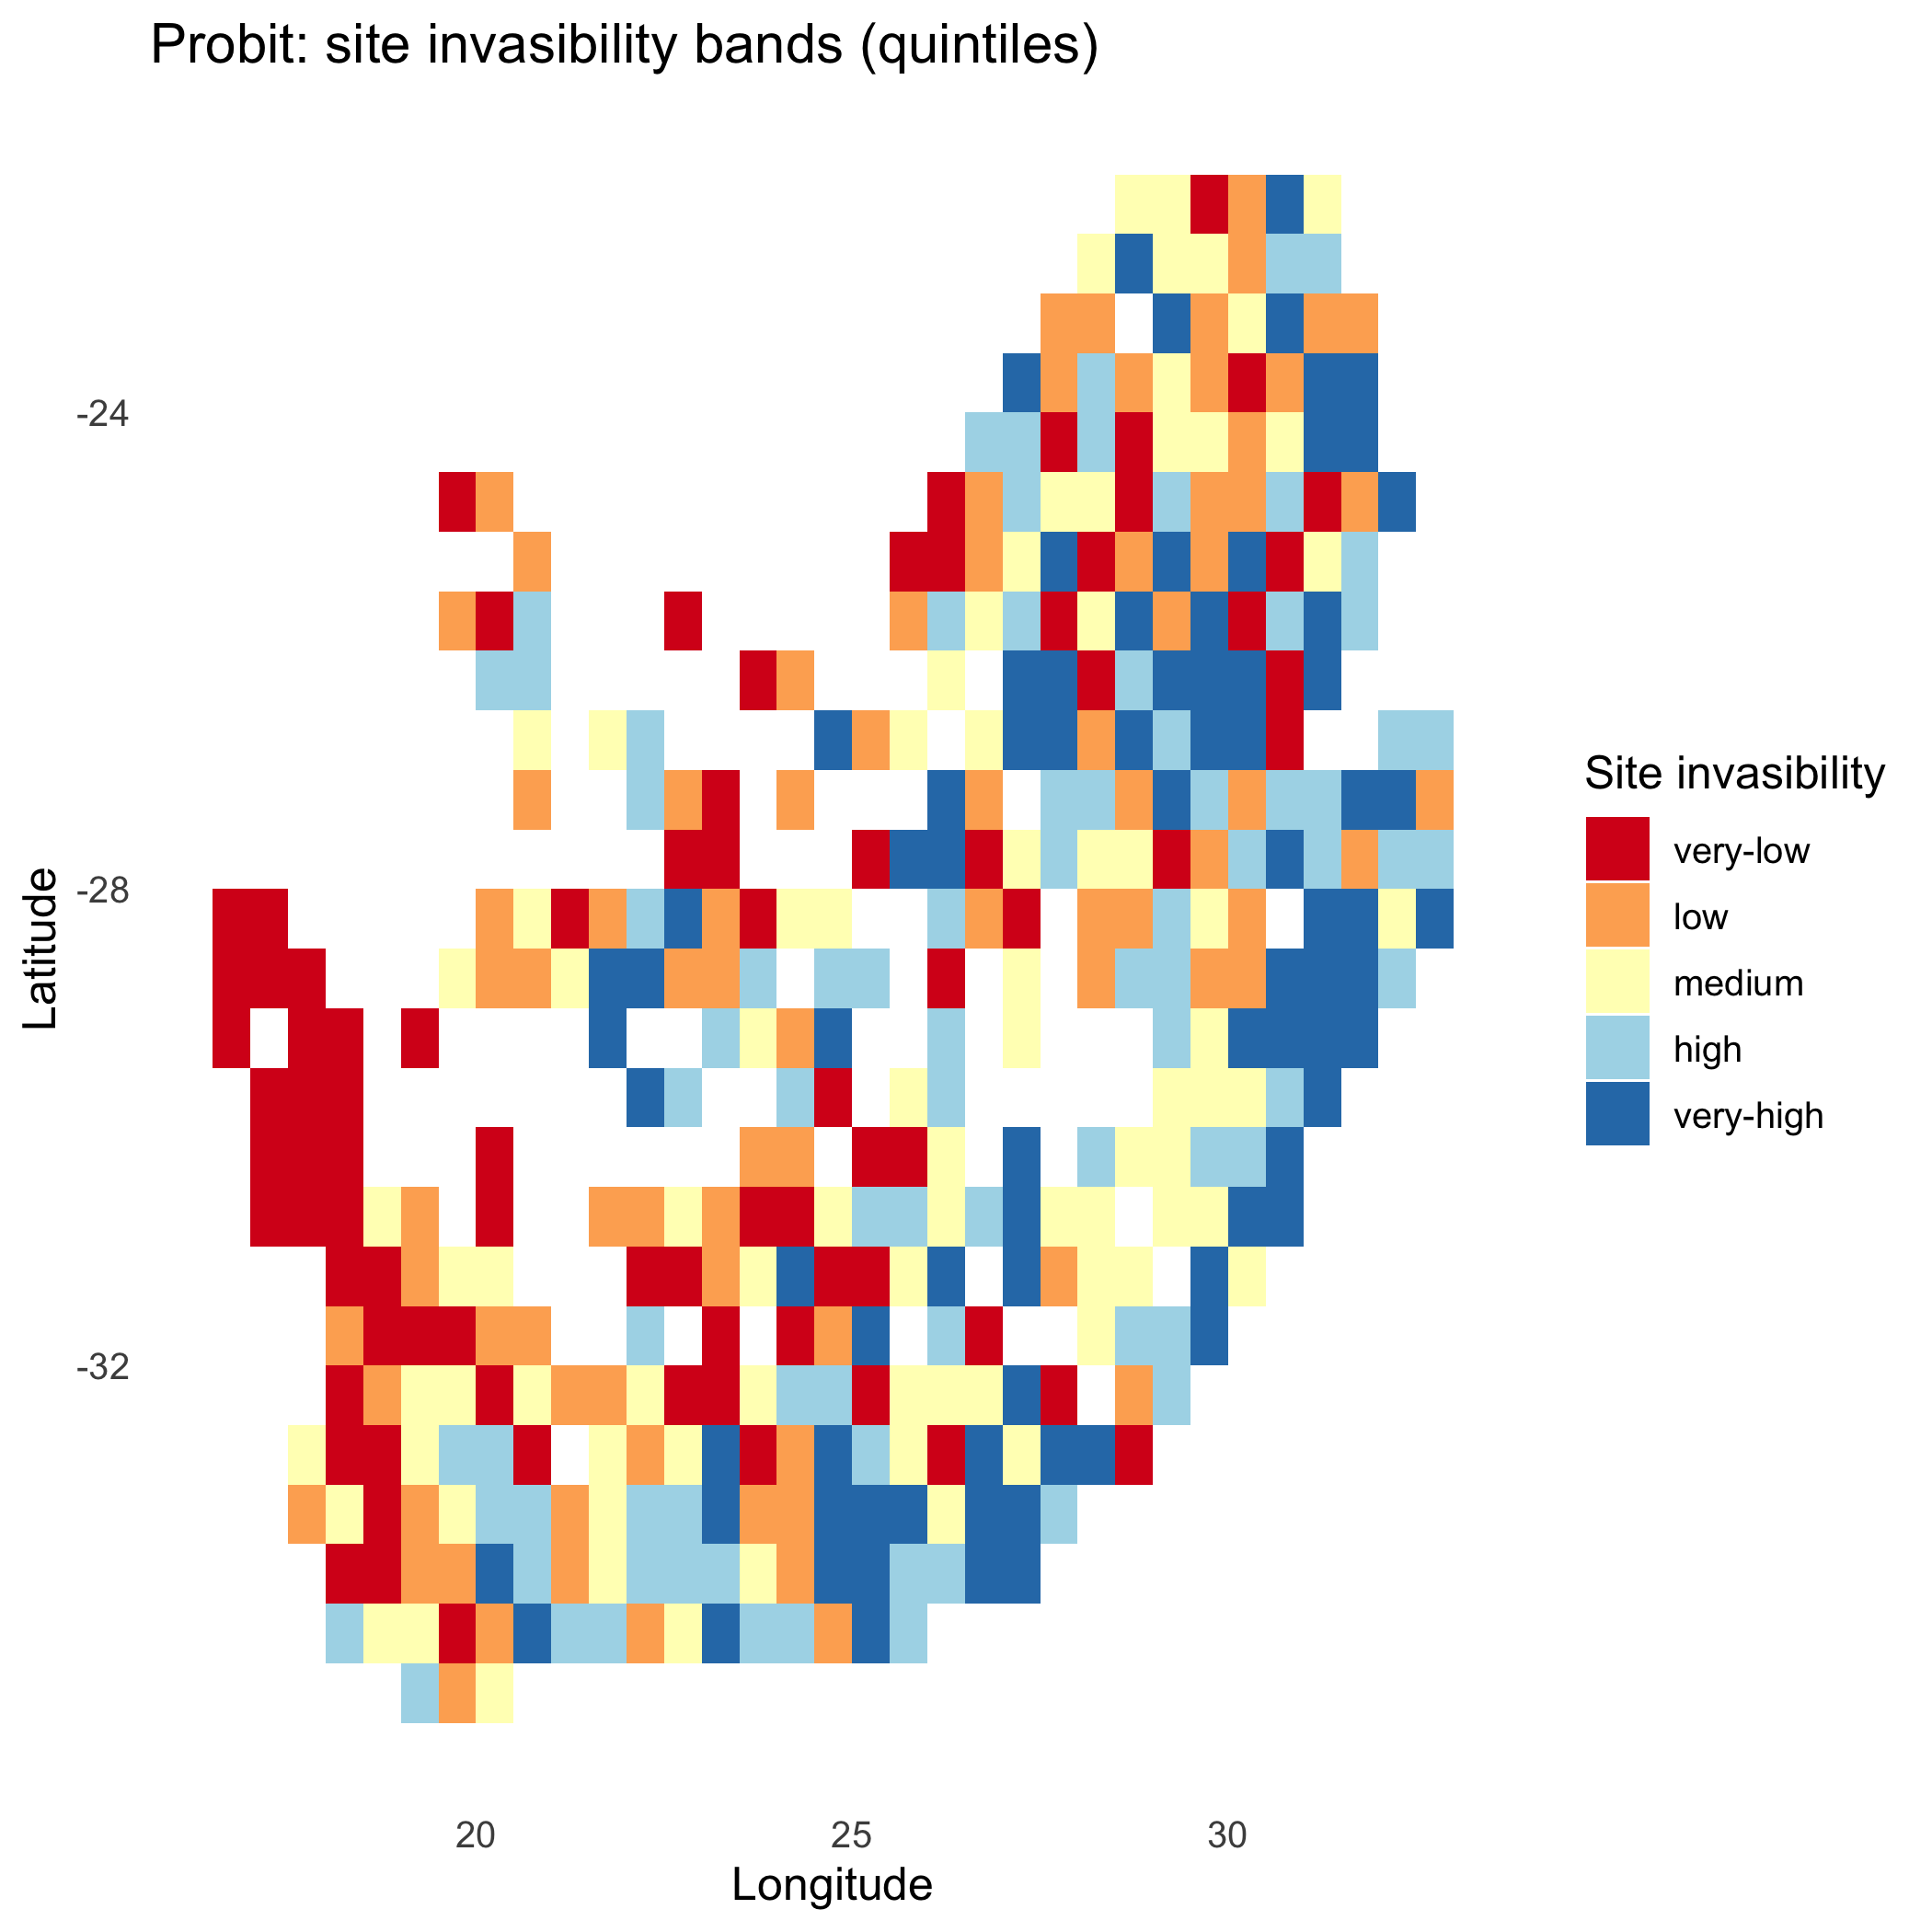 Probit: site invasibility bands (quintiles)
-24
-28
-32
Latitude
20
25
30
Longitude
Site invasibility
very-low
low
medium
high
very-high